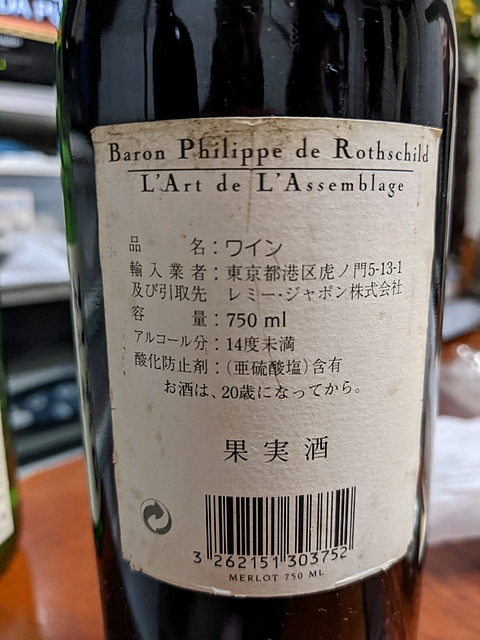 Baron Philippe de Rothschild
L'Art de L'Assemblage
品 名：ワイン
輸入業者：東京都港区虎ノ門5-13-1
及び引取先 レミー・ジャポン株式会社
容 量：750 ml
アルコール分：14度未満
酸化防止剤：(亜硫酸塩)含有
お酒は、20歳になってから。
果実酒
3 262151 303752
MERLOT 750 ML